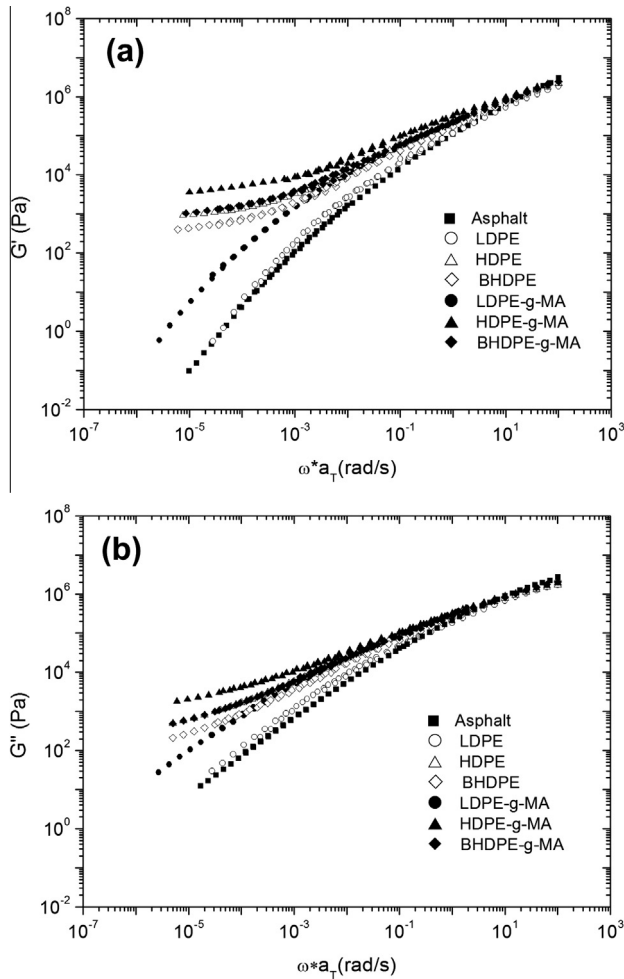 (a)
10^8
10^6
10^4
10^2
10^0
10^-2
G' (Pa)
Asphalt
LDPE
HDPE
BHDPE
LDPE-g-MA
HDPE-g-MA
BHDPE-g-MA
10^-7 10^-5 10^-3 10^-1 10^1 10^3
ω*a_T(rad/s)
(b)
10^8
10^6
10^4
10^2
10^0
10^-2
G'' (Pa)
Asphalt
LDPE
HDPE
BHDPE
LDPE-g-MA
HDPE-g-MA
BHDPE-g-MA
10^-7 10^-5 10^-3 10^-1 10^1 10^3
ω*a_T(rad/s)